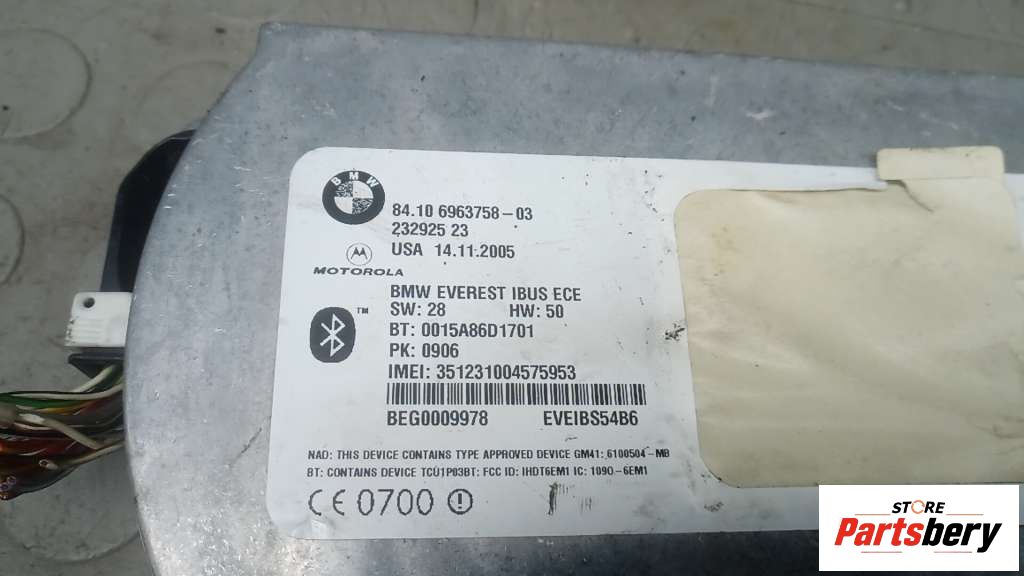 BMW
84.10 6963758-03
232925 23
USA 14.11.2005
MOTOROLA
BMW EVEREST IBUS ECE
SW: 28 HW: 50
TM
BT: 0015A86D1701
PK: 0906
IMEI: 351231004575953
BEG0009978 EVEIBS54B6
NAD: THIS DEVICE CONTAINS TYPE APPROVED DEVICE GM41: 6100504-MB
BT: CONTAINS DEVICE TCU1P03BT: FCC ID: IHDT6EM1 IC: 109O-6EM1
CE 0700
STORE
Partsbery